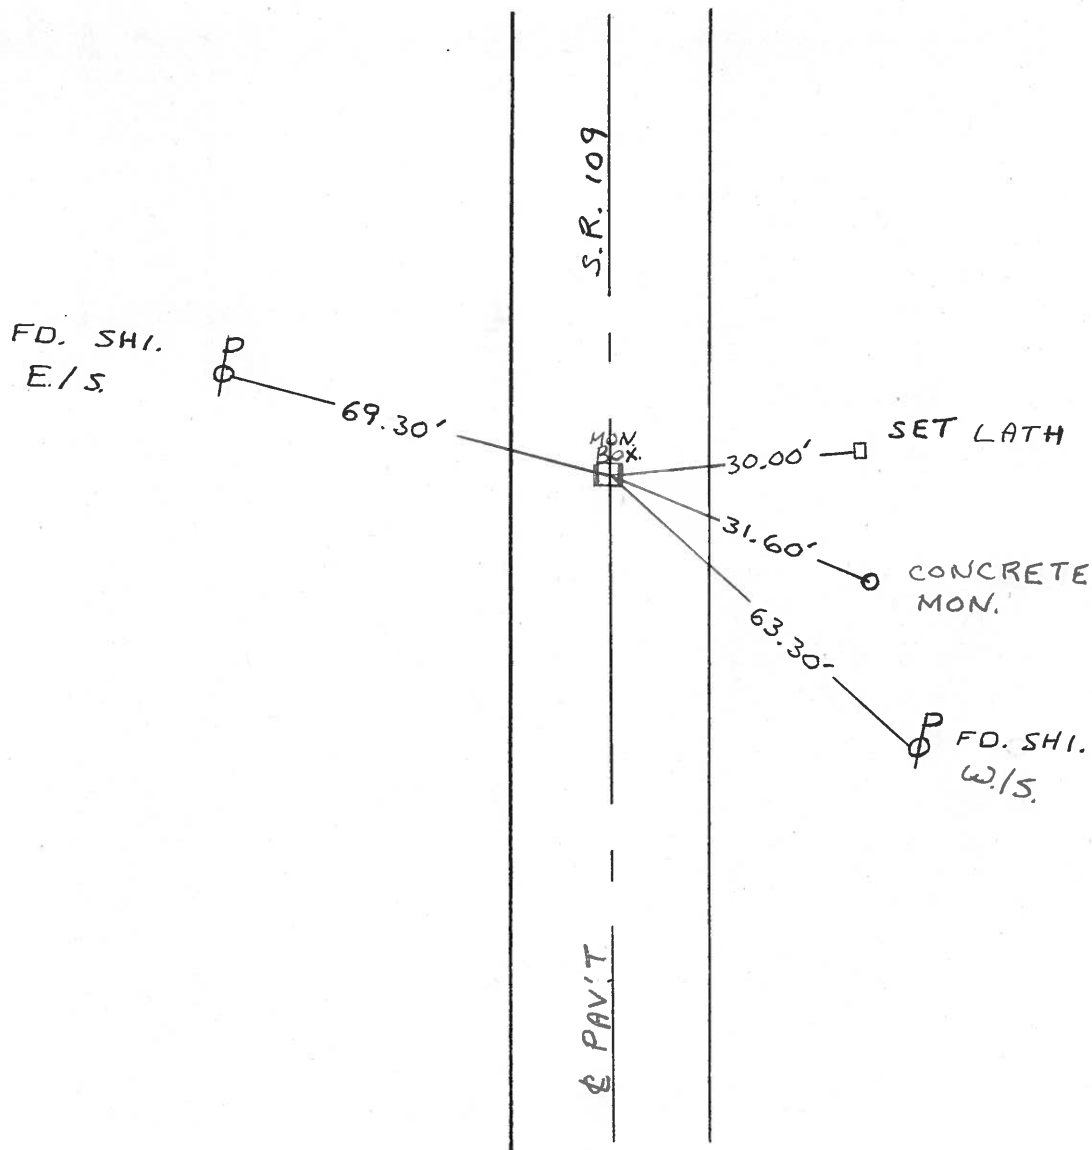 S.R. 109
FD. SHI.
E./S.
P
69.30'
MON.
BOX.
30.00'
SET LATH
31.60'
CONCRETE
MON.
63.30-
P
FD. SHI.
W./S.
℄ PAV'T